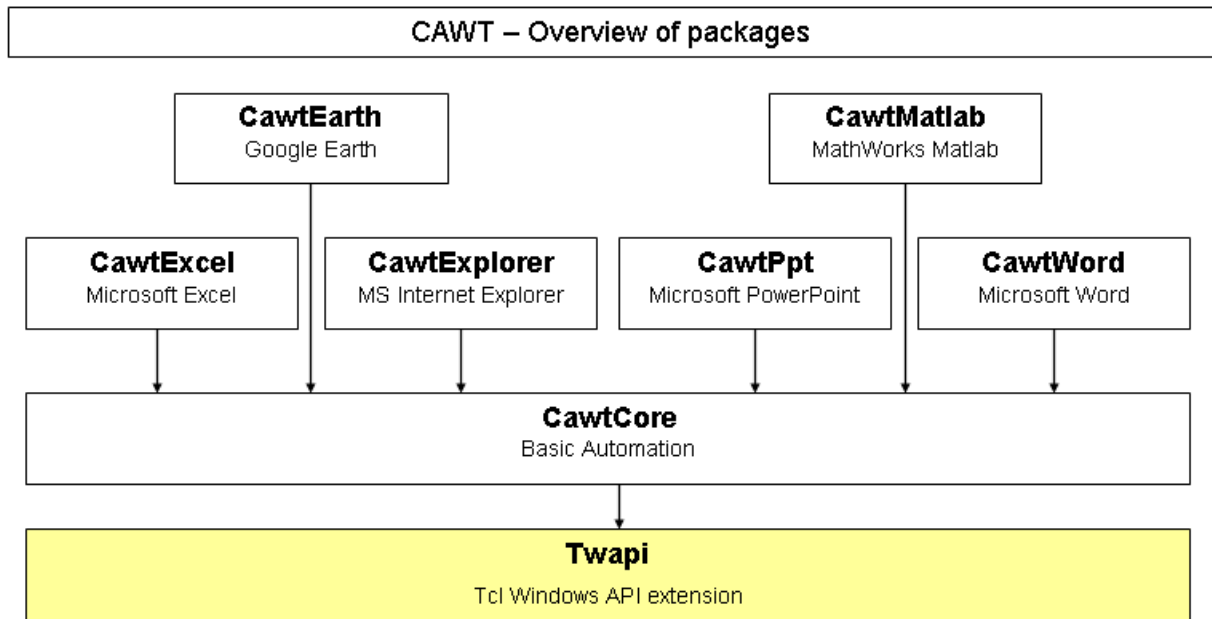 CAWT – Overview of packages
CawtEarth
Google Earth
CawtMatlab
MathWorks Matlab
CawtExcel
Microsoft Excel
CawtExplorer
MS Internet Explorer
CawtPpt
Microsoft PowerPoint
CawtWord
Microsoft Word
CawtCore
Basic Automation
Twapi
Tcl Windows API extension